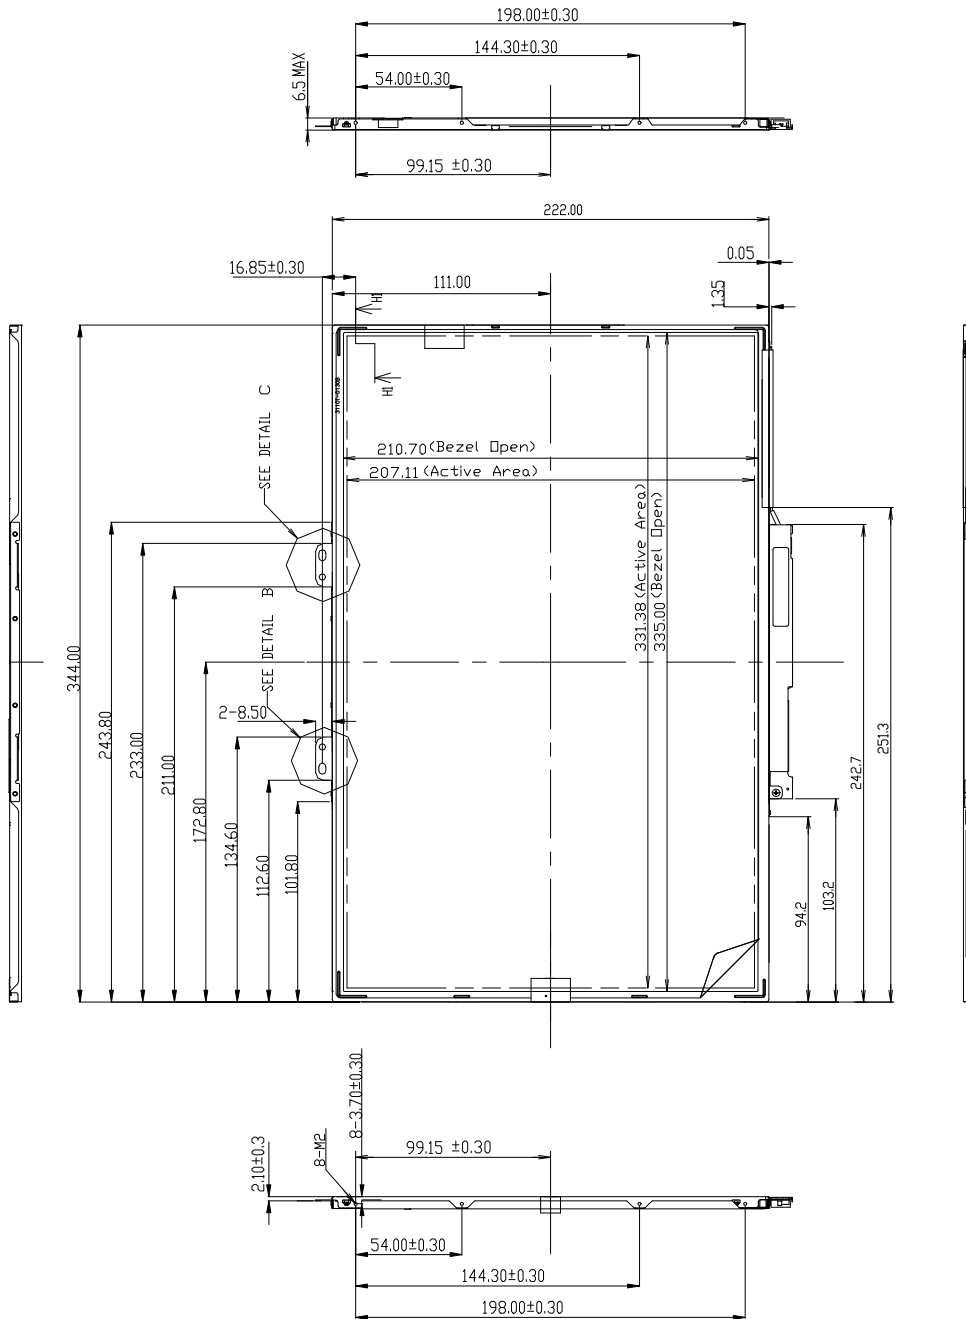 198.00±0.30
144.30±0.30
54.00±0.30
6.5 MAX
99.15 ±0.30
222.00
0.05
16.85±0.30
111.00
1.35
H1
H1
SEE DETAIL C
210.70(Bezel Open)
207.11(Active Area)
331.38(Active Area)
335.00(Bezel Open)
SEE DETAIL B
2-8.50
344.00
243.80
233.00
211.00
172.80
134.60
112.60
101.80
251.3
242.7
103.2
94.2
8-3.70±0.30
8-M2
2.10±0.3
99.15 ±0.30
54.00±0.30
144.30±0.30
198.00±0.30